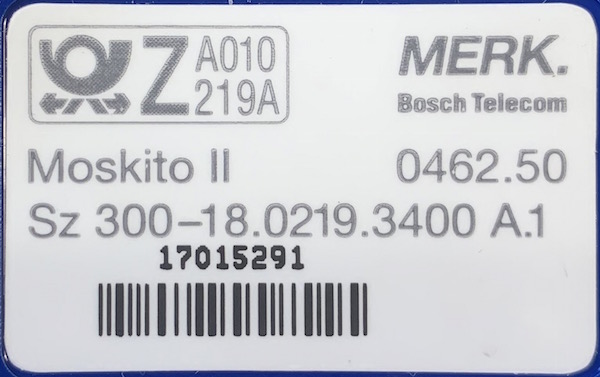 Z A010 219A
MERK.
Bosch Telecom
Moskito II 0462.50
Sz 300-18.0219.3400 A.1
17015291